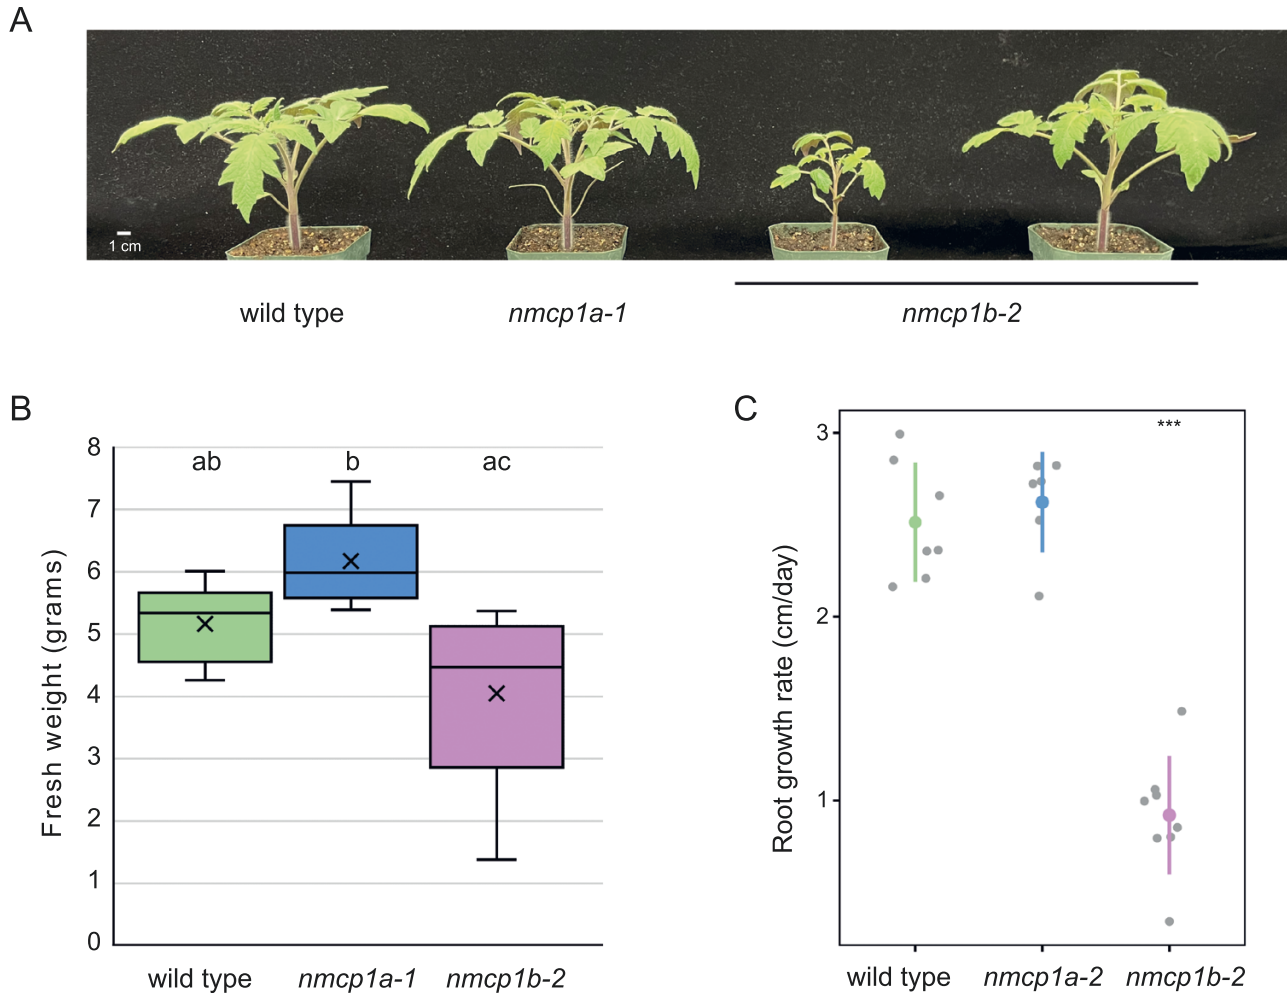 A
1 cm
wild type nmcp1a-1 nmcp1b-2
B
Fresh weight (grams)
8
7
6
5
4
3
2
1
0
ab b ac
wild type nmcp1a-1 nmcp1b-2
C
Root growth rate (cm/day)
3
2
1
***
wild type nmcp1a-2 nmcp1b-2